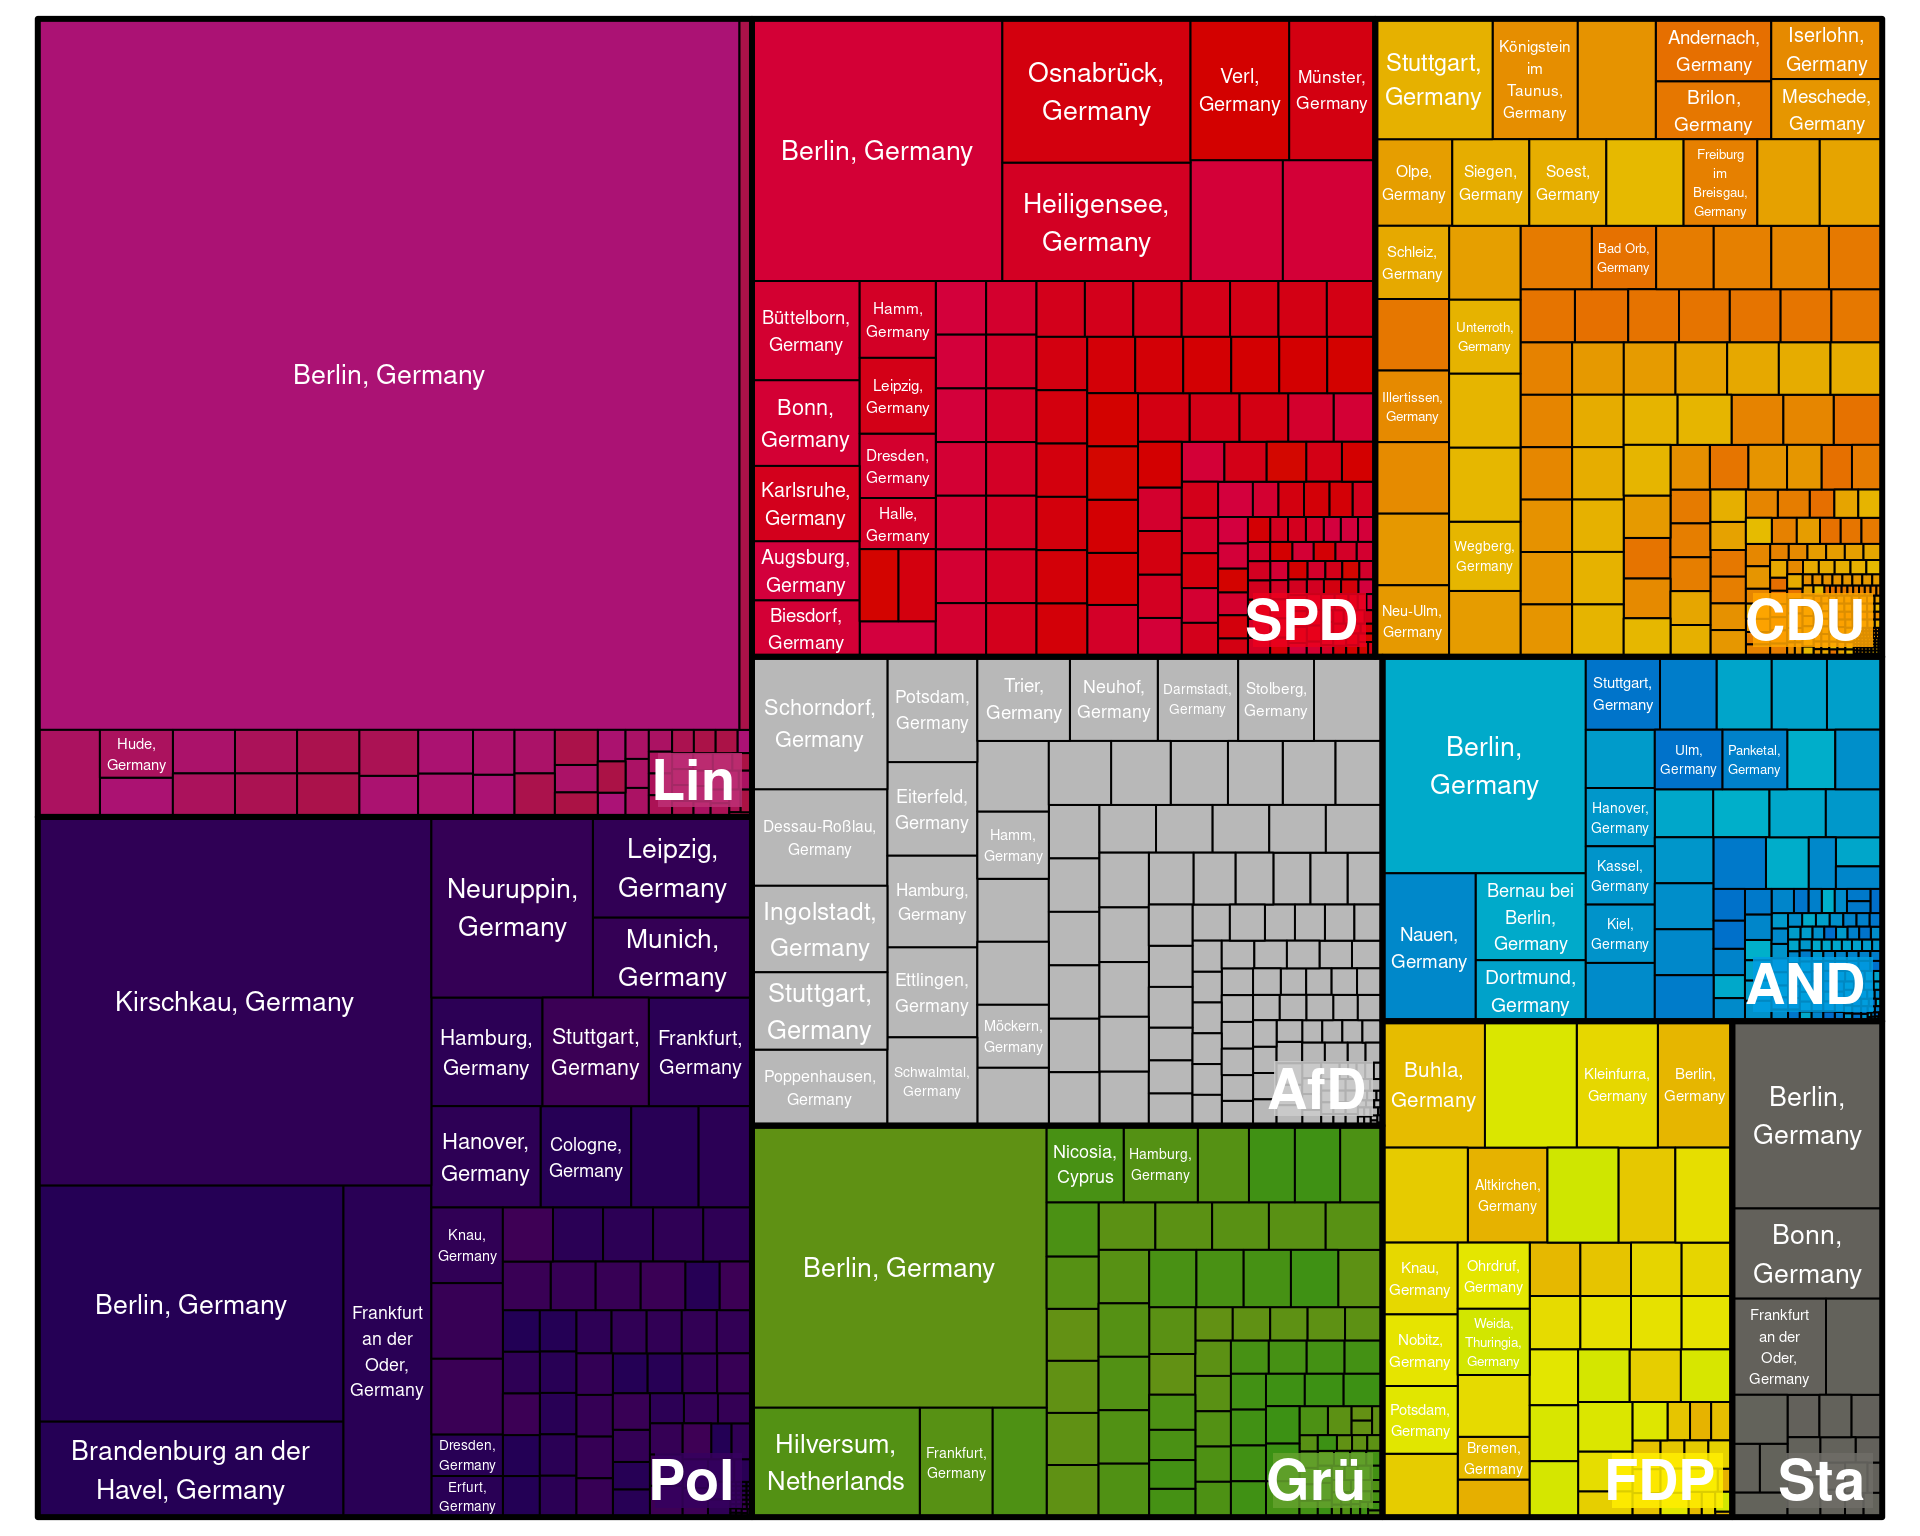 Berlin, Germany
Hude,
Germany
Lin
Berlin, Germany
Osnabrück,
Germany
Verl,
Germany
Münster,
Germany
Heiligensee,
Germany
Büttelborn,
Germany
Hamm,
Germany
Leipzig,
Germany
Bonn,
Germany
Dresden,
Germany
Karlsruhe,
Germany
Halle,
Germany
Augsburg,
Germany
Biesdorf,
Germany
SPD
Stuttgart,
Germany
Königstein
im
Taunus,
Germany
Andernach,
Germany
Iserlohn,
Germany
Brilon,
Germany
Meschede,
Germany
Olpe,
Germany
Siegen,
Germany
Soest,
Germany
Freiburg
im
Breisgau,
Germany
Schleiz,
Germany
Bad Orb,
Germany
Unterroth,
Germany
Illertissen,
Germany
Wegberg,
Germany
Neu-Ulm,
Germany
CDU
Kirschkau, Germany
Neuruppin,
Germany
Leipzig,
Germany
Munich,
Germany
Hamburg,
Germany
Stuttgart,
Germany
Frankfurt,
Germany
Hanover,
Germany
Cologne,
Germany
Berlin, Germany
Frankfurt
an der
Oder,
Germany
Knau,
Germany
Brandenburg an der
Havel, Germany
Dresden,
Germany
Erfurt,
Germany
Pol
Schorndorf,
Germany
Potsdam,
Germany
Trier,
Germany
Neuhof,
Germany
Darmstadt,
Germany
Stolberg,
Germany
Dessau-Roßlau,
Germany
Eiterfeld,
Germany
Hamm,
Germany
Ingolstadt,
Germany
Hamburg,
Germany
Stuttgart,
Germany
Ettlingen,
Germany
Möckern,
Germany
Poppenhausen,
Germany
Schwalmtal,
Germany
AfD
Berlin,
Germany
Stuttgart,
Germany
Ulm,
Germany
Panketal,
Germany
Hanover,
Germany
Kassel,
Germany
Nauen,
Germany
Bernau bei
Berlin,
Germany
Kiel,
Germany
Dortmund,
Germany
AND
Berlin, Germany
Nicosia,
Cyprus
Hamburg,
Germany
Hilversum,
Netherlands
Frankfurt,
Germany
Grü
Buhla,
Germany
Kleinfurra,
Germany
Berlin,
Germany
Altkirchen,
Germany
Knau,
Germany
Ohrdruf,
Germany
Nobitz,
Germany
Weida,
Thuringia,
Germany
Potsdam,
Germany
Bremen,
Germany
FDP
Berlin,
Germany
Bonn,
Germany
Frankfurt
an der
Oder,
Germany
Sta